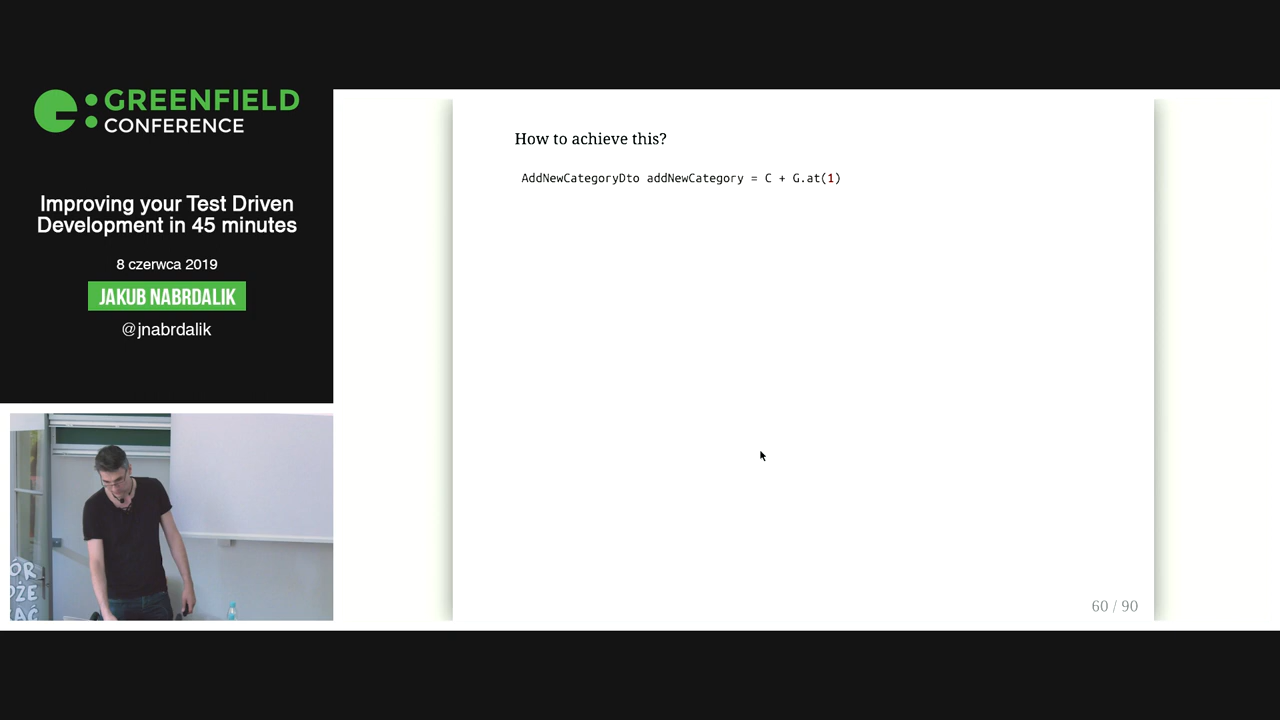 GREENFIELD
CONFERENCE
Improving your Test Driven
Development in 45 minutes
8 czerwca 2019
JAKUB NABRDALIK
@jnabrdalik
How to achieve this?
AddNewCategoryDto addNewCategory = C + G.at(1)
60 / 90